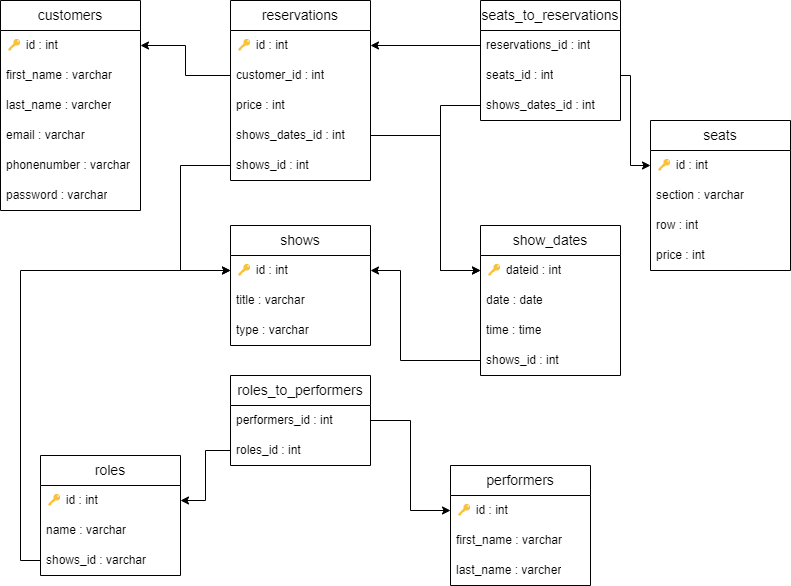 customers
id : int
first_name : varchar
last_name : varcher
email : varchar
phonenumber : varchar
password : varchar
reservations
id : int
customer_id : int
price : int
shows_dates_id : int
shows_id : int
seats_to_reservations
reservations_id : int
seats_id : int
shows_dates_id : int
seats
id : int
section : varchar
row : int
price : int
shows
id : int
title : varchar
type : varchar
show_dates
dateid : int
date : date
time : time
shows_id : int
roles_to_performers
performers_id : int
roles_id : int
roles
id : int
name : varchar
shows_id : varchar
performers
id : int
first_name : varchar
last_name : varcher